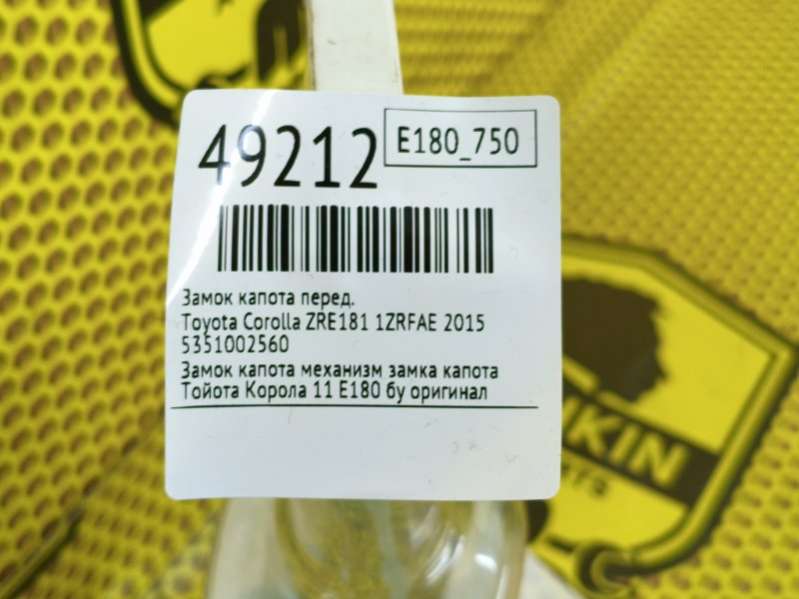 49212
E180_750
Замок капота перед.
Toyota Corolla ZRE181 1ZRFAE 2015
5351002560
Замок капота механизм замка капота
Тойота Корола 11 Е180 бу оригинал